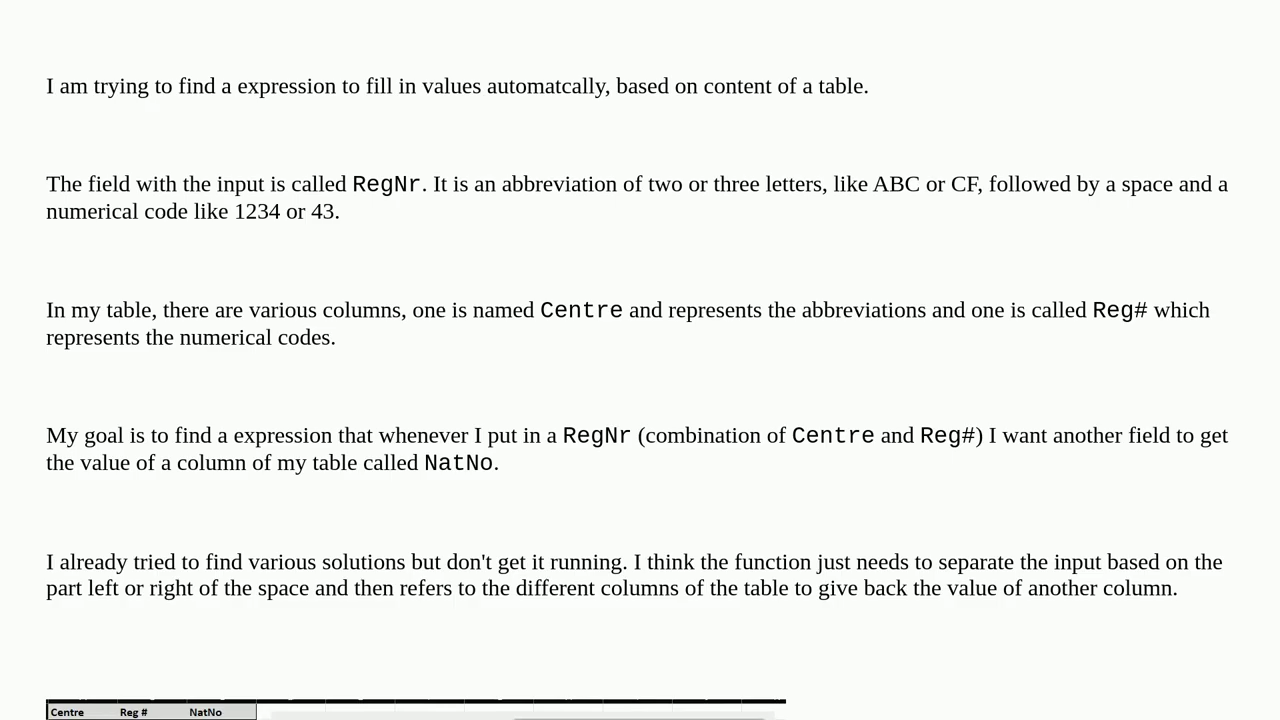 I am trying to find a expression to fill in values automatcally, based on content of a table.
The field with the input is called RegNr. It is an abbreviation of two or three letters, like ABC or CF, followed by a space and a
numerical code like 1234 or 43.
In my table, there are various columns, one is named Centre and represents the abbreviations and one is called Reg# which
represents the numerical codes.
My goal is to find a expression that whenever I put in a RegNr (combination of Centre and Reg#) I want another field to get
the value of a column of my table called NatNo.
I already tried to find various solutions but don't get it running. I think the function just needs to separate the input based on the
part left or right of the space and then refers to the different columns of the table to give back the value of another column.
Centre Reg # NatNo